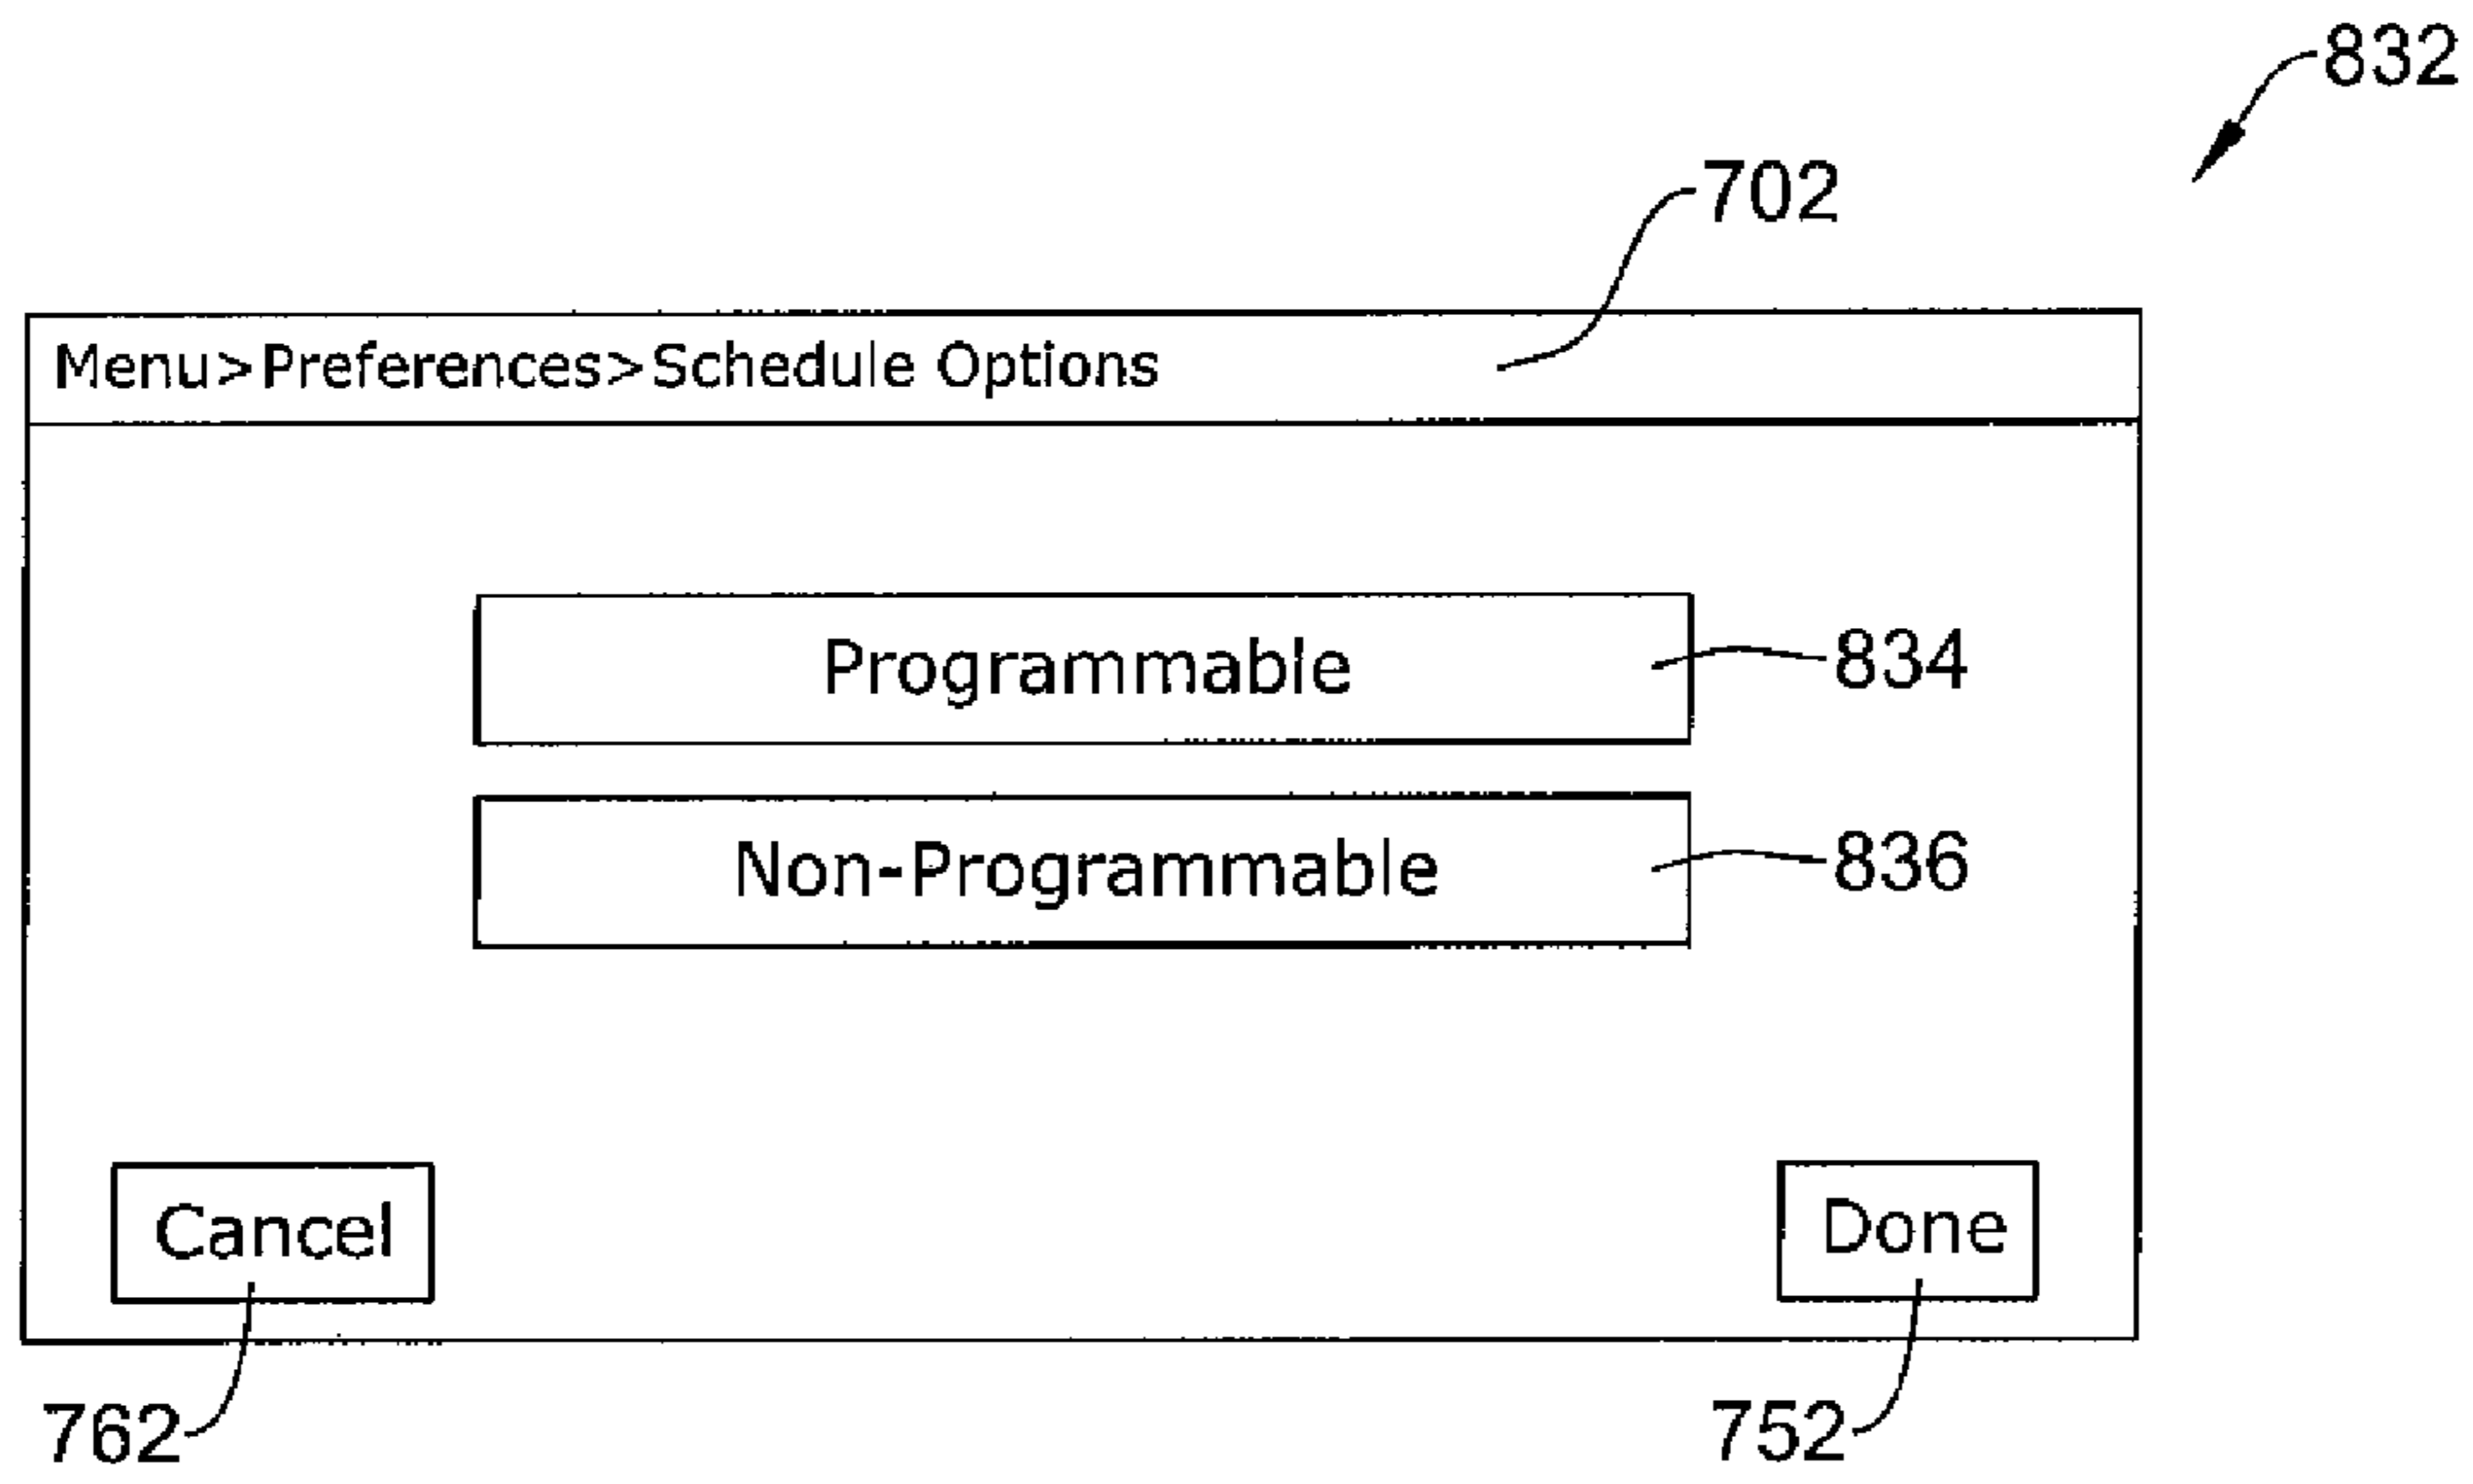 832
702
Menu>Preferences>Schedule Options
Programmable
834
Non-Programmable
836
Cancel
Done
762
752